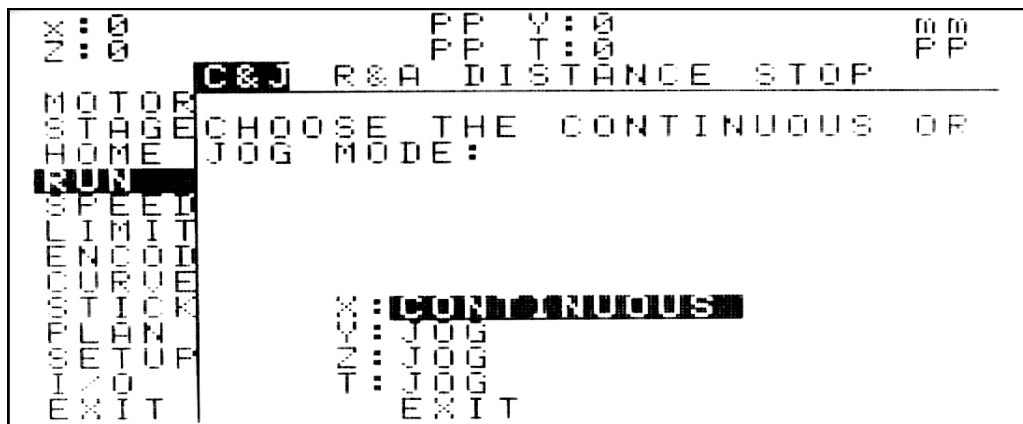 X:0 PP Y:0 mm
Z:0 PP T:0 PP
C&J R&A DISTANCE STOP
MOTOR
STAGE
HOME
RUN
SPEED
LIMIT
ENCOD
CURVE
STICK
PLAN
SETUP
I/O
EXIT
CHOOSE THE CONTINUOUS OR
JOG MODE:
X:CONTINUOUS
Y:JOG
Z:JOG
T:JOG
EXIT